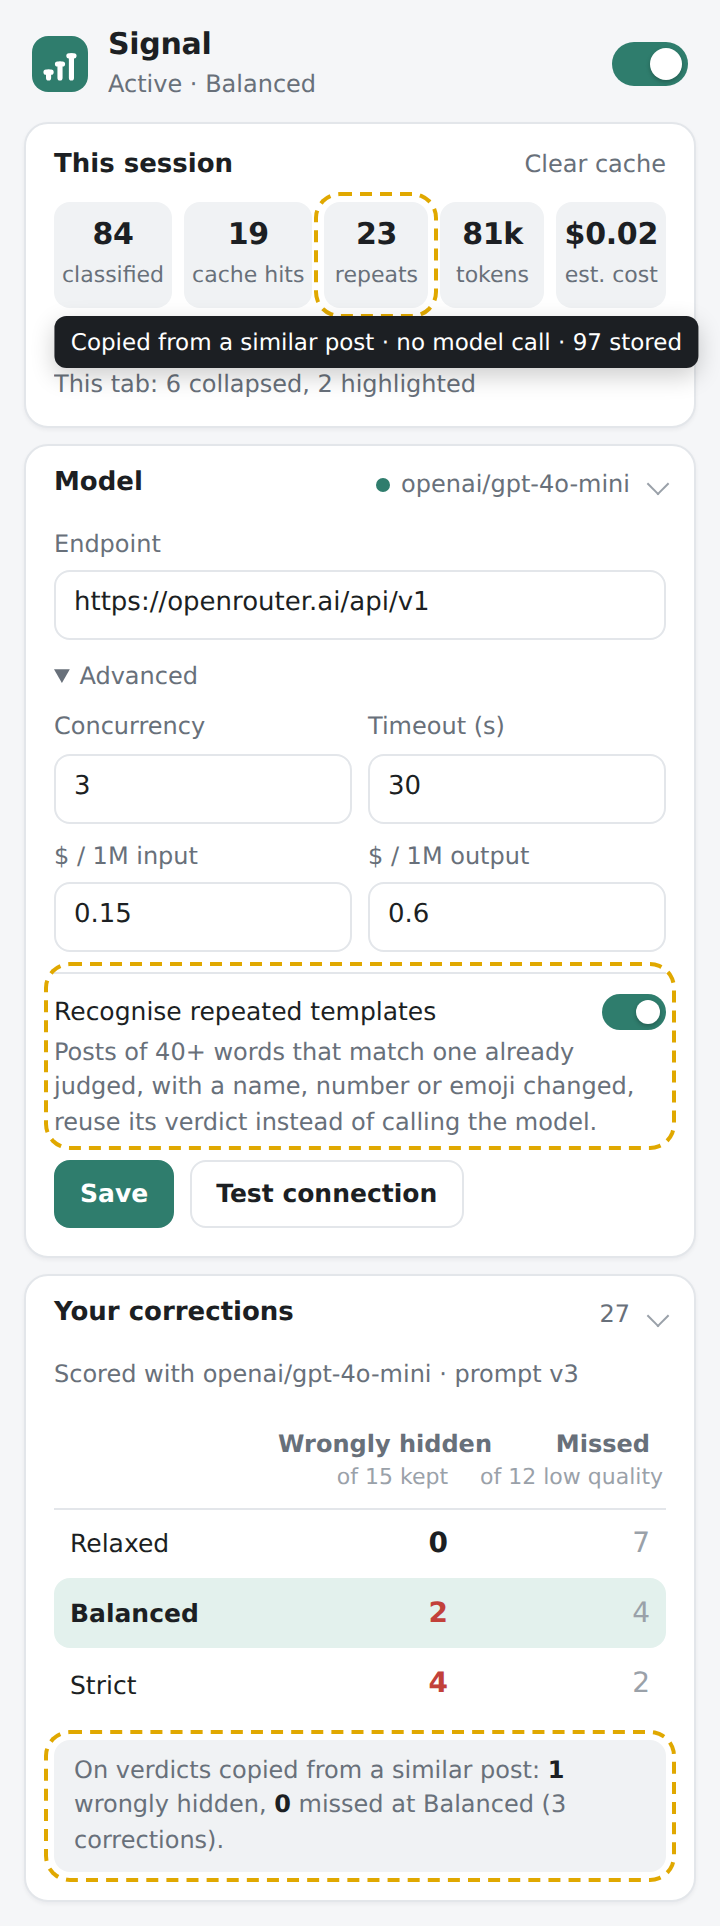 Signal
Active · Balanced
This session
Clear cache
84
classified
19
cache hits
23
repeats
81k
tokens
$0.02
est. cost
Copied from a similar post · no model call · 97 stored
This tab: 6 collapsed, 2 highlighted
Model
openai/gpt-4o-mini
Endpoint
https://openrouter.ai/api/v1
Advanced
Concurrency
Timeout (s)
3
30
$ / 1M input
$ / 1M output
0.15
0.6
Recognise repeated templates
Posts of 40+ words that match one already
judged, with a name, number or emoji changed,
reuse its verdict instead of calling the model.
Save
Test connection
Your corrections
27
Scored with openai/gpt-4o-mini · prompt v3
Wrongly hidden
Missed
of 15 kept
of 12 low quality
Relaxed 0 7
Balanced 2 4
Strict 4 2
On verdicts copied from a similar post: 1
wrongly hidden, 0 missed at Balanced (3
corrections).